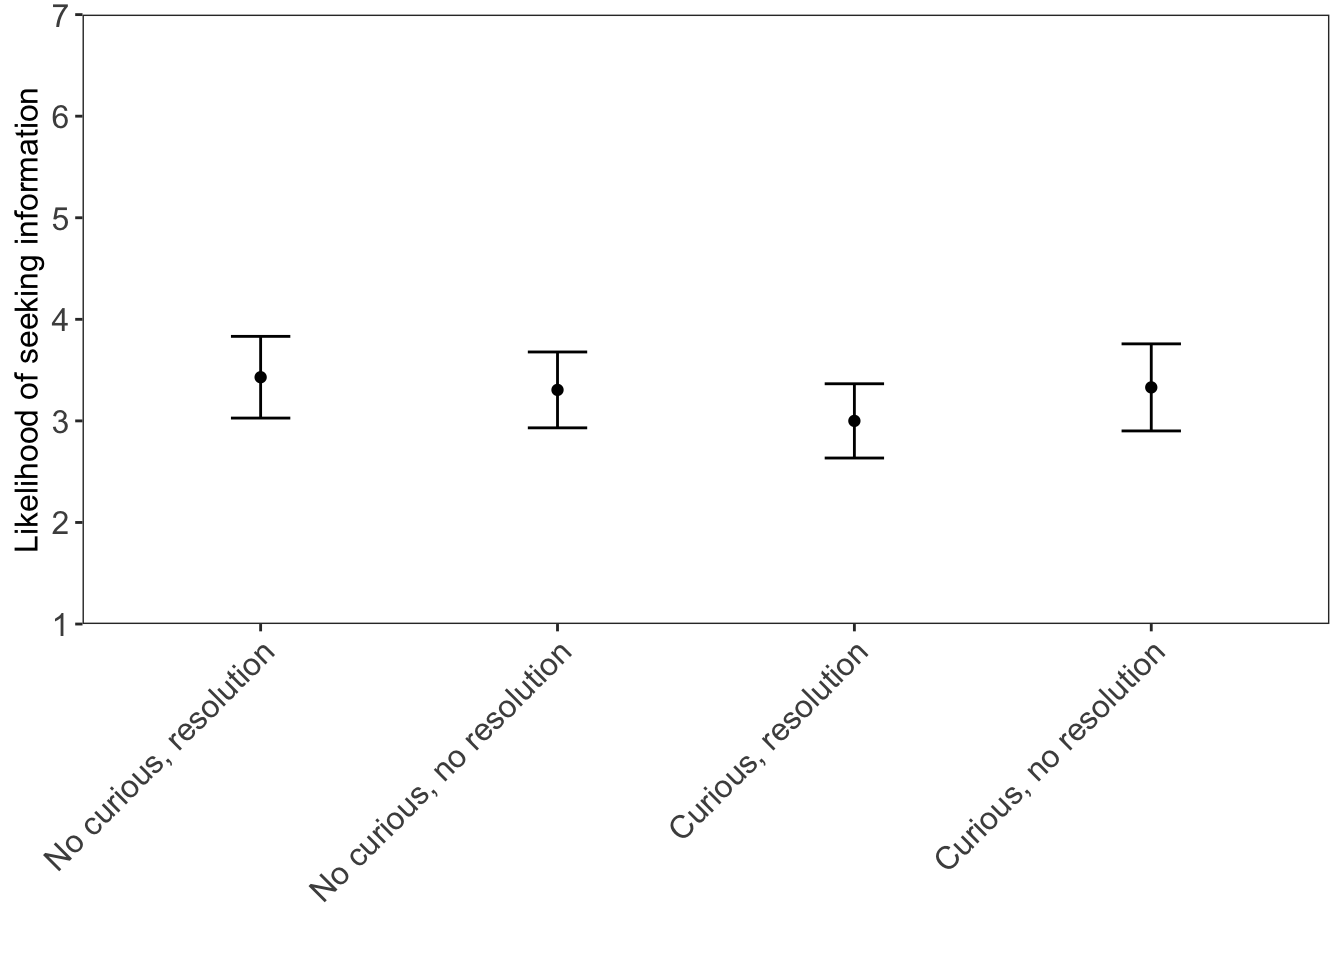 Likelihood of seeking information
7
6
5
4
3
2
1
No curious, resolution
No curious, no resolution
Curious, resolution
Curious, no resolution